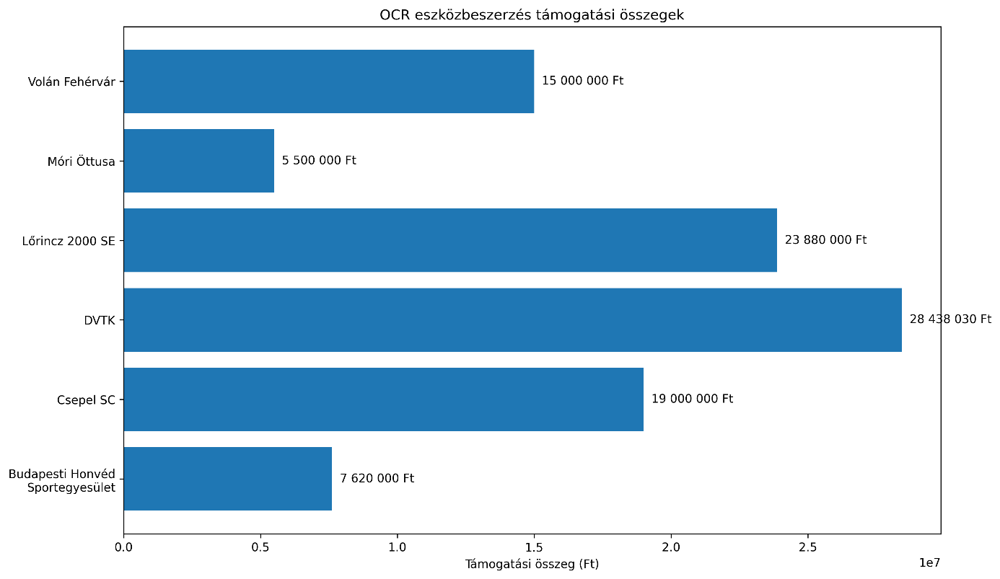 OCR eszközbeszerzés támogatási összegek
Volán Fehérvár
15 000 000 Ft
Móri Öttusa
5 500 000 Ft
Lőrincz 2000 SE
23 880 000 Ft
DVTK
28 438 030 Ft
Csepel SC
19 000 000 Ft
Budapesti Honvéd
Sportegyesület
7 620 000 Ft
0.0 0.5 1.0 1.5 2.0 2.5
1e7
Támogatási összeg (Ft)